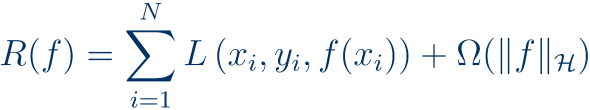 R(f) = \sum_{i=1}^{N} L\left(x_i, y_i, f(x_i)\right) + \Omega(\|f\|_{\mathcal{H}})